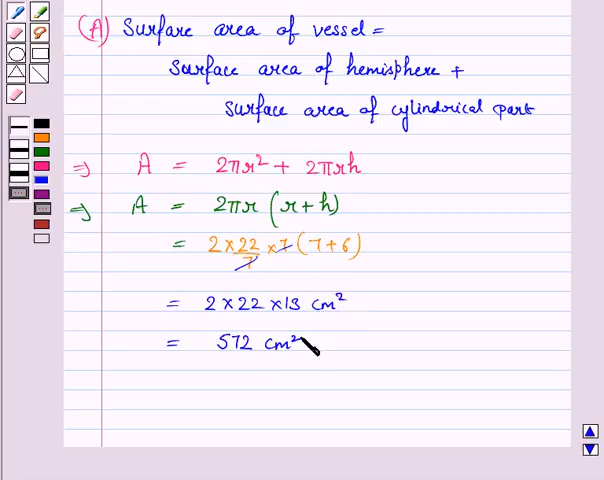 (A) Surfare area of vessel =
Surface area of hemisphere +
Surface area of cylindrical part
⇒ A = 2πr² + 2πrh
⇒ A = 2πr (r+h)
= 2 × 22/7 × 7 (7+6)
= 2 × 22 × 13 cm²
= 572 cm²